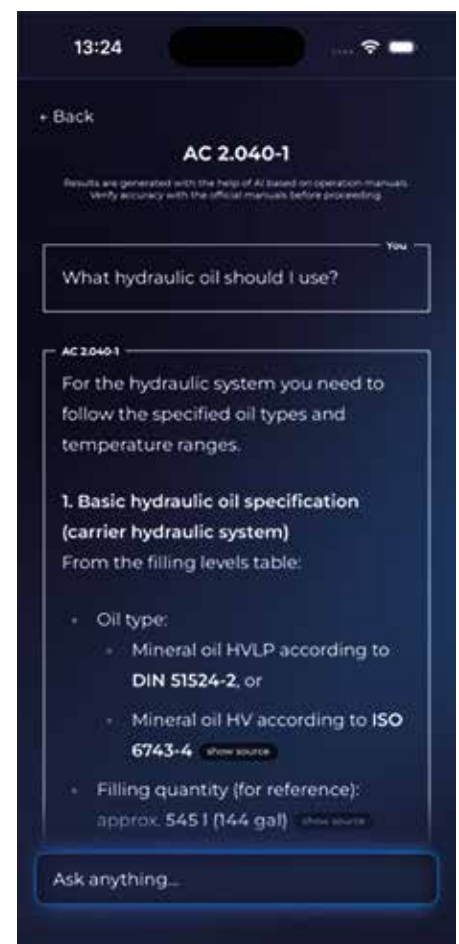 13:24
← Back
AC 2.040-1
Results are generated with the help of AI based on operation manuals.
Verify accuracy with the official manuals before proceeding
You
What hydraulic oil should I use?
AC 2.040-1
For the hydraulic system you need to
follow the specified oil types and
temperature ranges.
1. Basic hydraulic oil specification
(carrier hydraulic system)
From the filling levels table:
Oil type:
Mineral oil HVLP according to
DIN 51524-2, or
Mineral oil HV according to ISO
6743-4 show source
Filling quantity (for reference):
approx. 545 l (144 gal) show source
Ask anything...